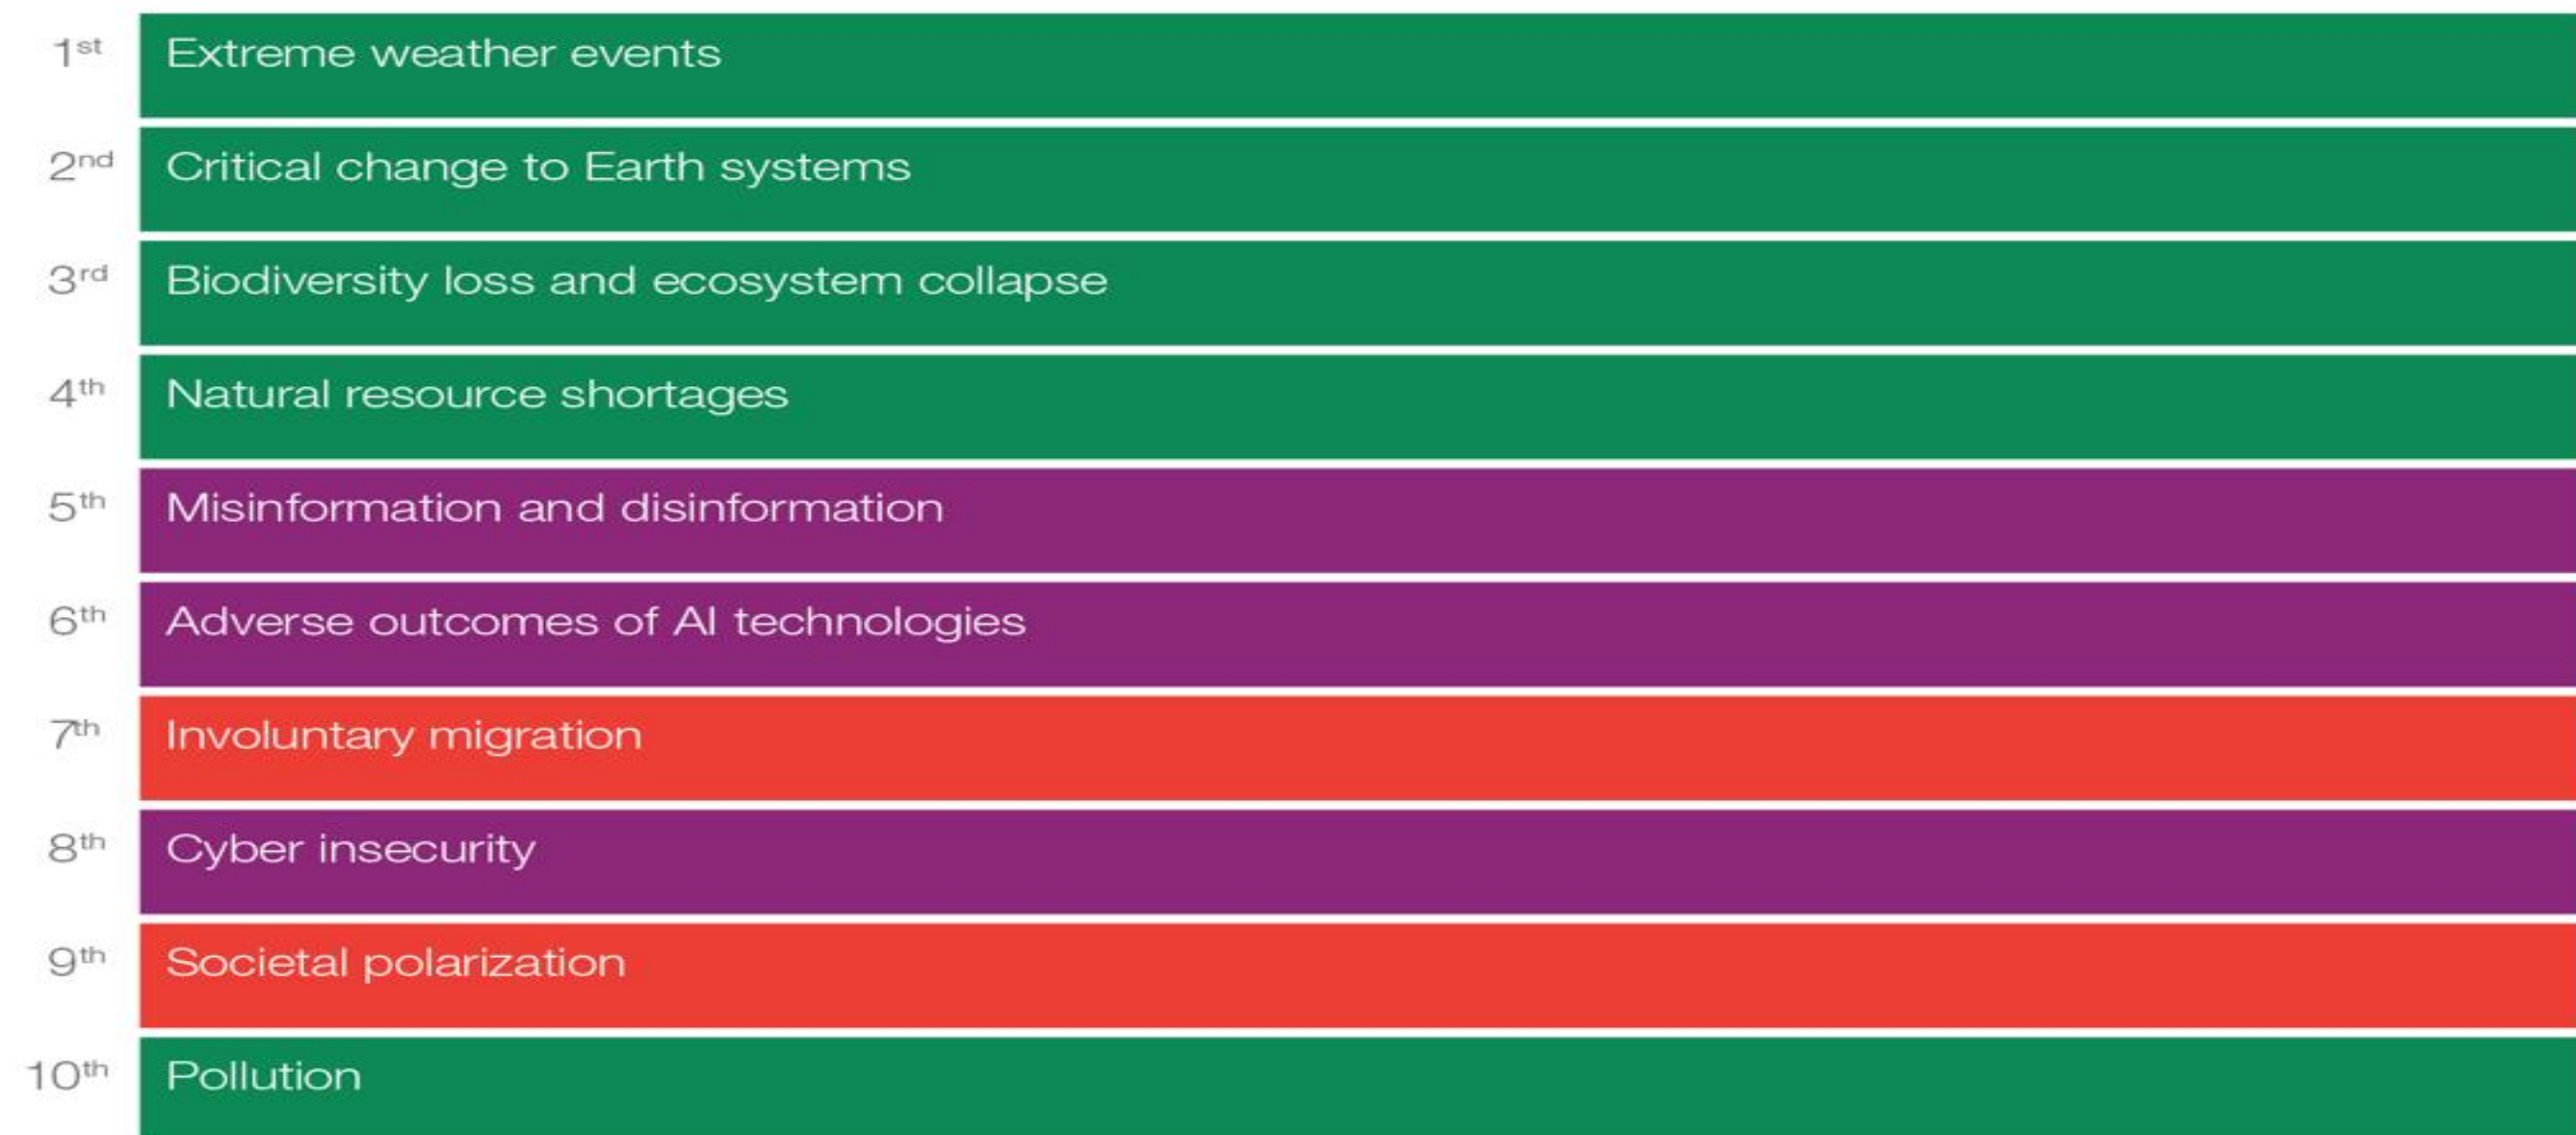 1st Extreme weather events
2nd Critical change to Earth systems
3rd Biodiversity loss and ecosystem collapse
4th Natural resource shortages
5th Misinformation and disinformation
6th Adverse outcomes of AI technologies
7th Involuntary migration
8th Cyber insecurity
9th Societal polarization
10th Pollution